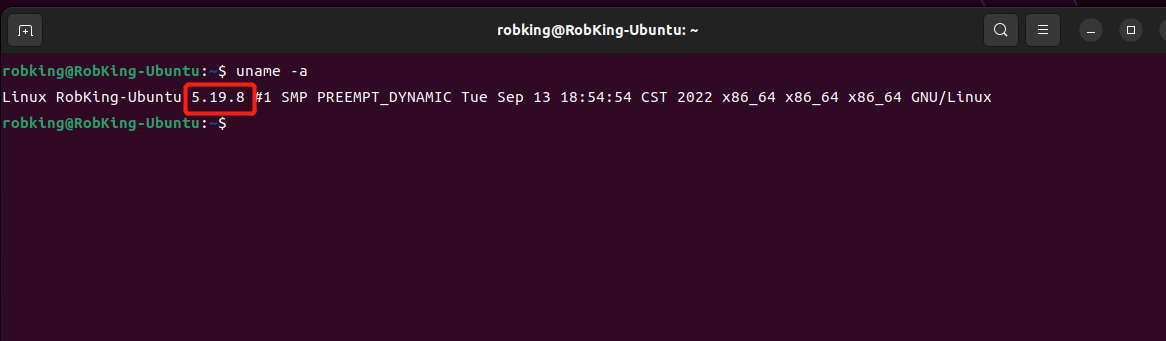 robking@RobKing-Ubuntu: ~
robking@RobKing-Ubuntu:~$ uname -a
Linux RobKing-Ubuntu 5.19.8 #1 SMP PREEMPT_DYNAMIC Tue Sep 13 18:54:54 CST 2022 x86_64 x86_64 x86_64 GNU/Linux
robking@RobKing-Ubuntu:~$